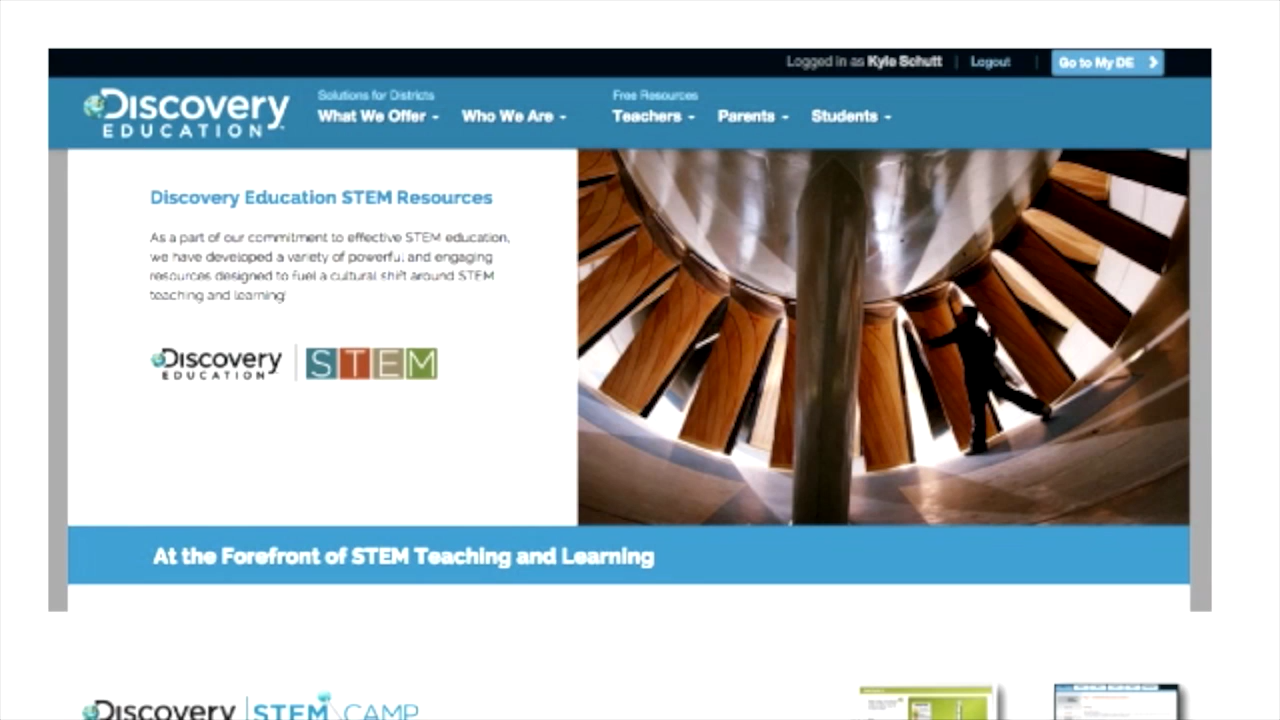 Logged in as Kyle Schutt | Logout | Go to My DE
Discovery
EDUCATION
Solutions for Districts
What We Offer
Who We Are
Free Resources
Teachers
Parents
Students
Discovery Education STEM Resources
As a part of our commitment to effective STEM education,
we have developed a variety of powerful and engaging
resources designed to fuel a cultural shift around STEM
teaching and learning!
Discovery
EDUCATION
STEM
At the Forefront of STEM Teaching and Learning
Discovery
STEM CAMP